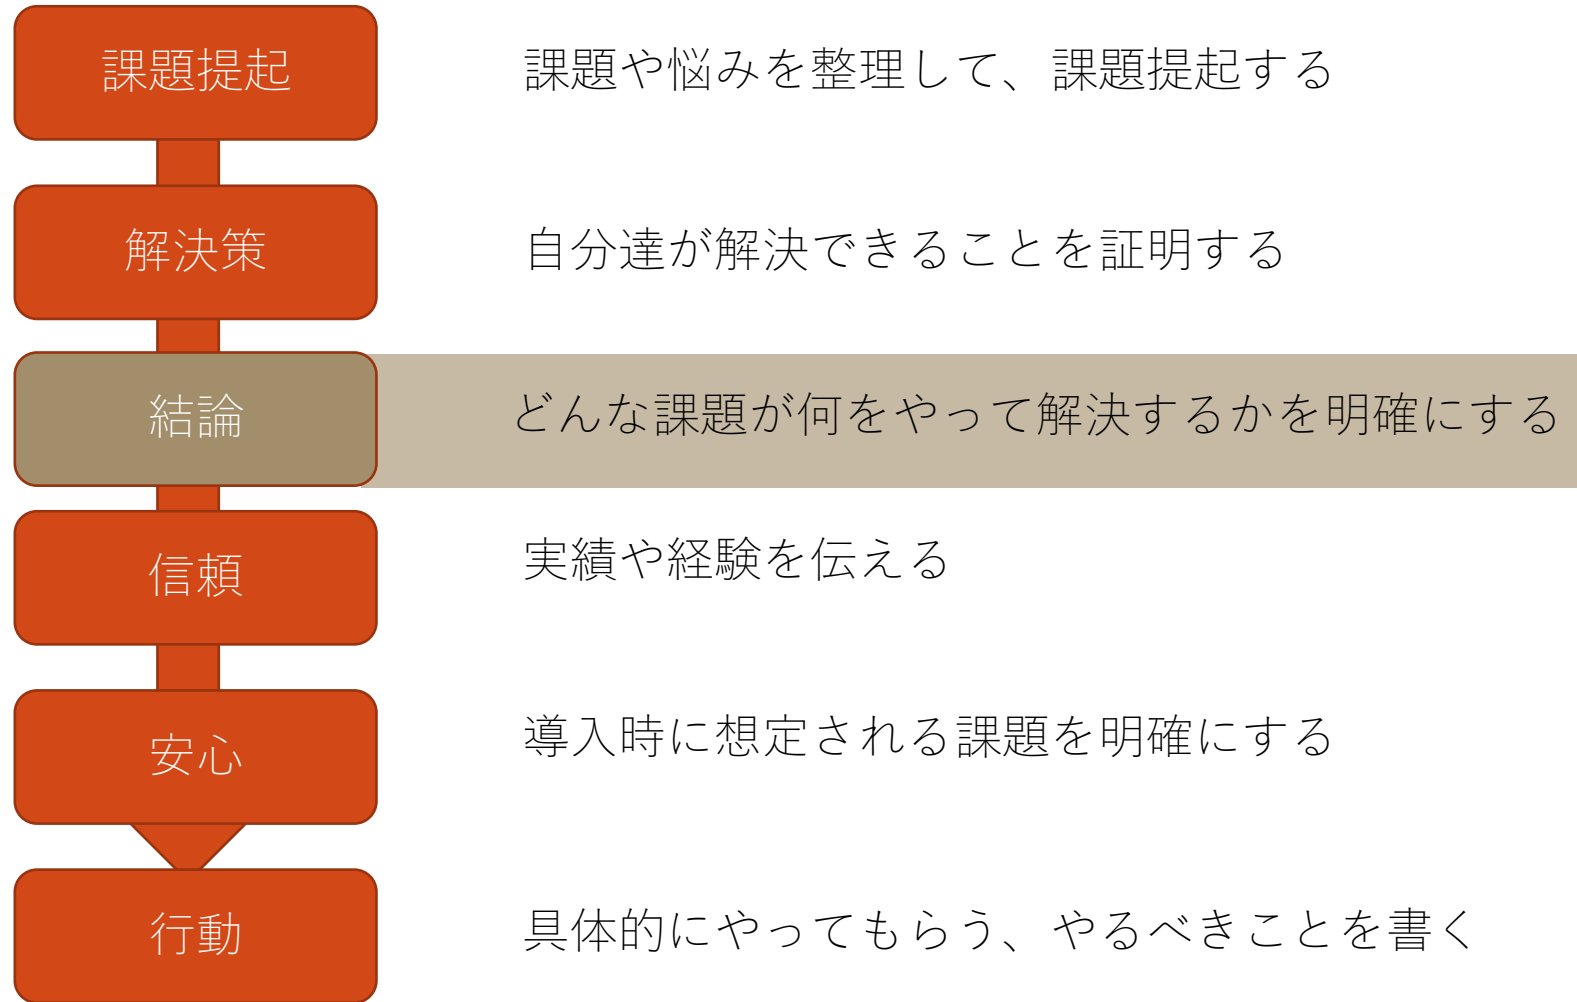 課題提起
課題や悩みを整理して、課題提起する
解決策
自分達が解決できることを証明する
結論
どんな課題が何をやって解決するかを明確にする
信頼
実績や経験を伝える
安心
導入時に想定される課題を明確にする
行動
具体的にやってもらう、やるべきことを書く